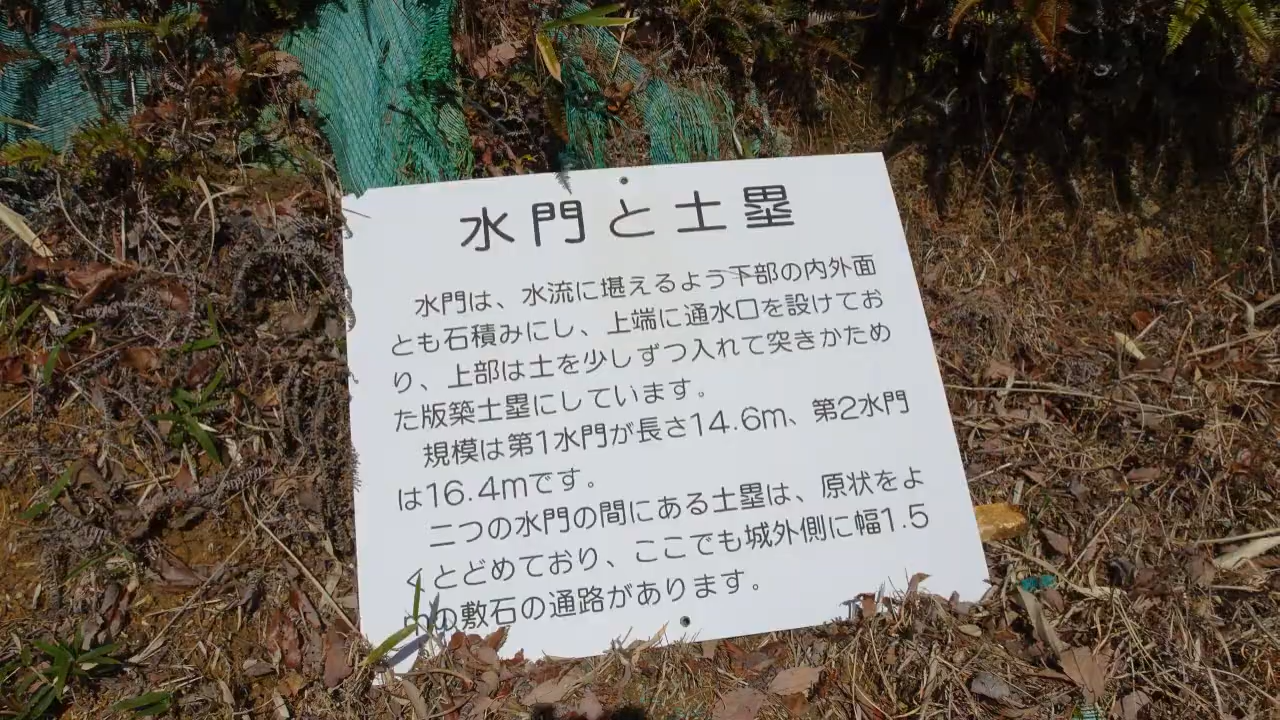 水門と土塁
水門は、水流に堪えるよう下部の内外面
とも石積みにし、上端に通水口を設けてお
り、上部は土を少しずつ入れて突きかため
た版築土塁にしています。
規模は第1水門が長さ14.6m、第2水門
は16.4mです。
二つの水門の間にある土塁は、原状をよ
くとどめており、ここでも城外側に幅1.5
mの敷石の通路があります。